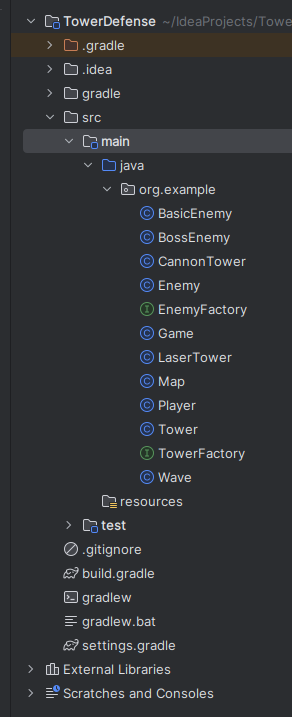 TowerDefense ~/IdeaProjects/Towe
.gradle
.idea
gradle
src
main
java
org.example
BasicEnemy
BossEnemy
CannonTower
Enemy
EnemyFactory
Game
LaserTower
Map
Player
Tower
TowerFactory
Wave
resources
test
.gitignore
build.gradle
gradlew
gradlew.bat
settings.gradle
External Libraries
Scratches and Consoles